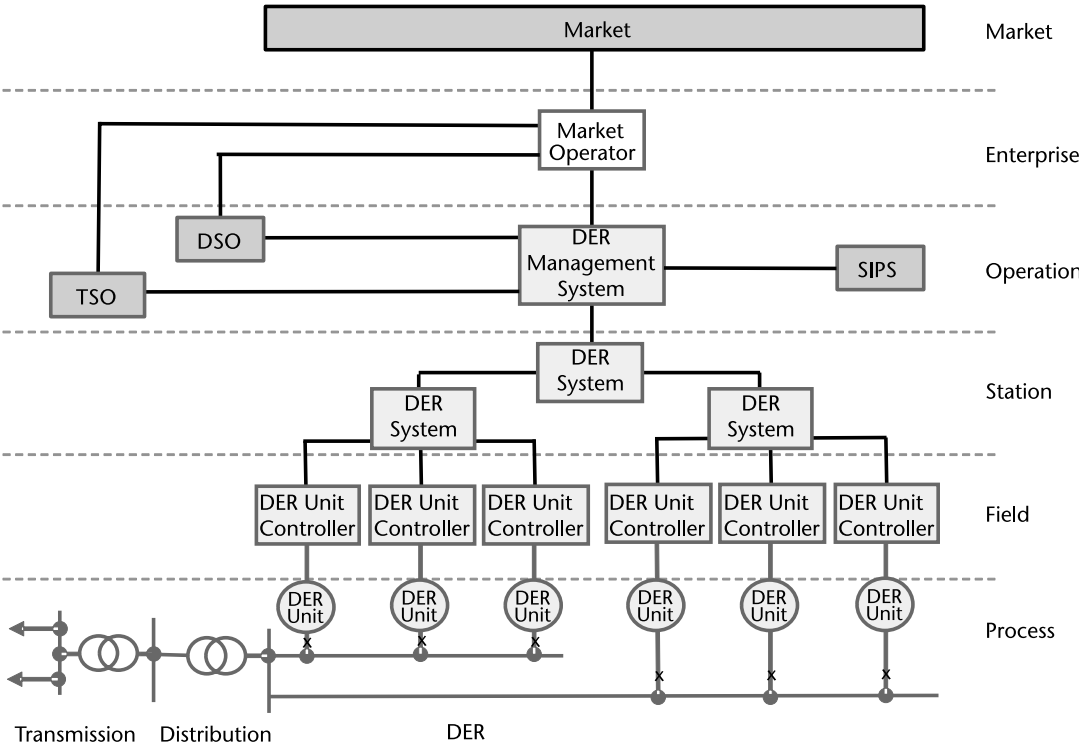 Market
Market
Market
Operator
Enterprise
DSO
DER
Management
System
SIPS
Operation
TSO
DER
System
DER
System
DER
System
Station
DER Unit
Controller
DER Unit
Controller
DER Unit
Controller
DER Unit
Controller
DER Unit
Controller
DER Unit
Controller
Field
DER
Unit
DER
Unit
DER
Unit
DER
Unit
DER
Unit
DER
Unit
Process
x
x
x
x
x
x
Transmission
Distribution
DER